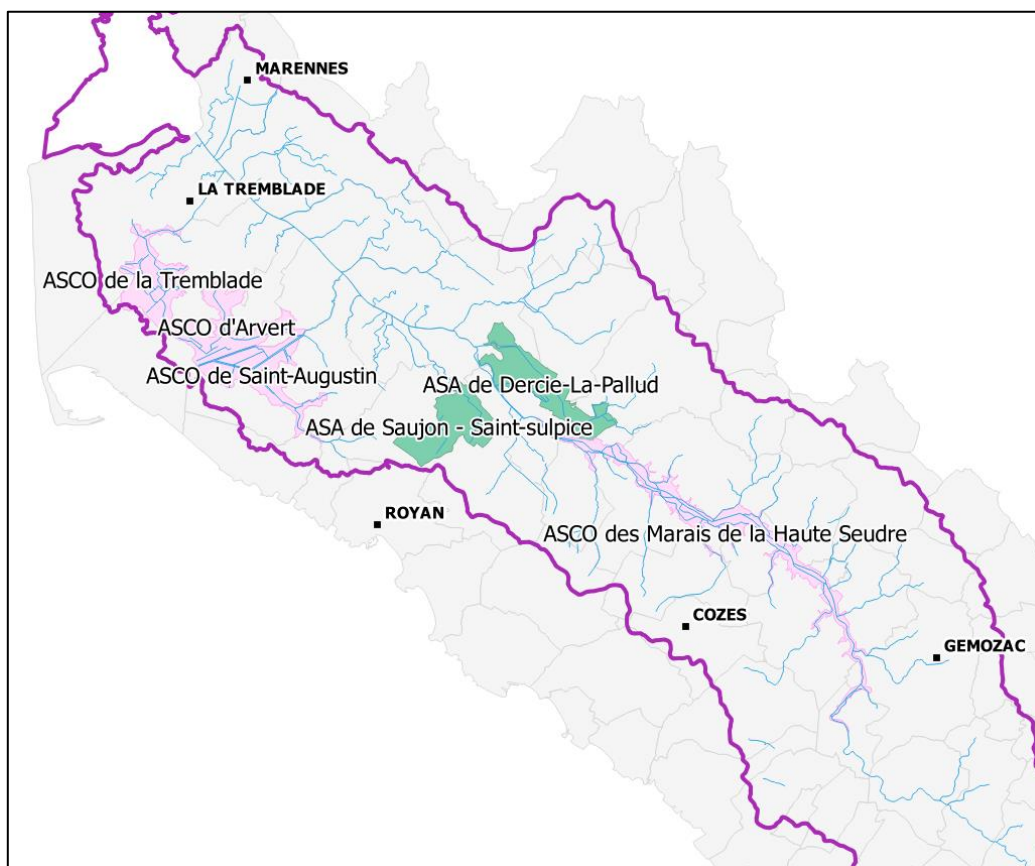 MARENNES
LA TREMBLADE
ASCO de la Tremblade
ASCO d'Arvert
ASCO de Saint-Augustin
ASA de Dercie-La-Pallud
ASA de Saujon - Saint-sulpice
ROYAN
ASCO des Marais de la Haute Seudre
COZES
GEMOZAC